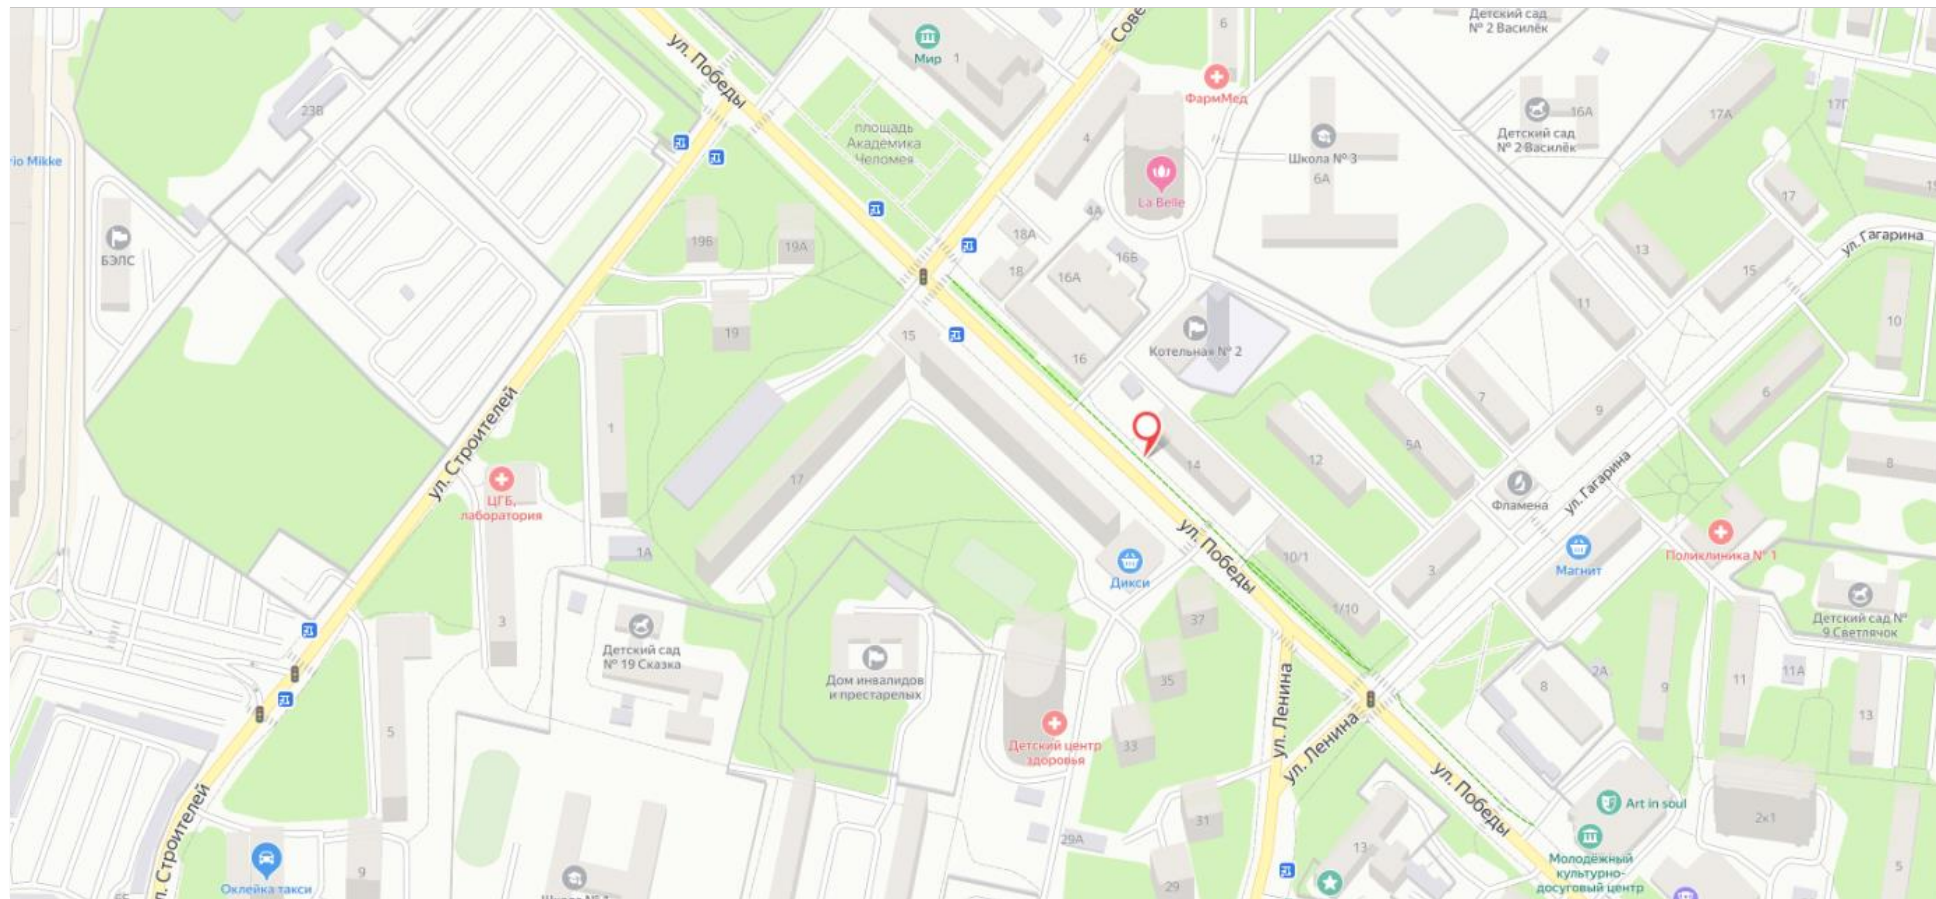 Детский сад
№ 2 Василёк
6
Мир 1
ул. Победы
ФармМед
23В
площадь
Академика
Челомея
4
Школа № 3
6А
16А
Детский сад
№ 2 Василёк
17А
17Г
La Belle
4А
17
БЭЛС
19Б
19А
18А
18
16А
16Б
13
15
ул. Гагарина
11
10
19
15
16
Котельная № 2
7
9
6
1
ул. Строителей
17
14
12
5А
8
ЦГБ,
лаборатория
Фламена
ул. Гагарина
1А
Дикси
ул. Победы
10/1
3
Магнит
Поликлиника № 1
3
Детский сад
№ 19 Сказка
Дом инвалидов
и престарелых
37
1/10
Детский сад №
9 Светлячок
35
ул. Ленина
8
2А
9
11
11А
13
5
Детский центр
здоровья
33
ул. Ленина
ул. Победы
Art in soul
2к1
31
29А
13
Молодёжный
культурно-
досуговый центр
5
Оклейка такси
9
29